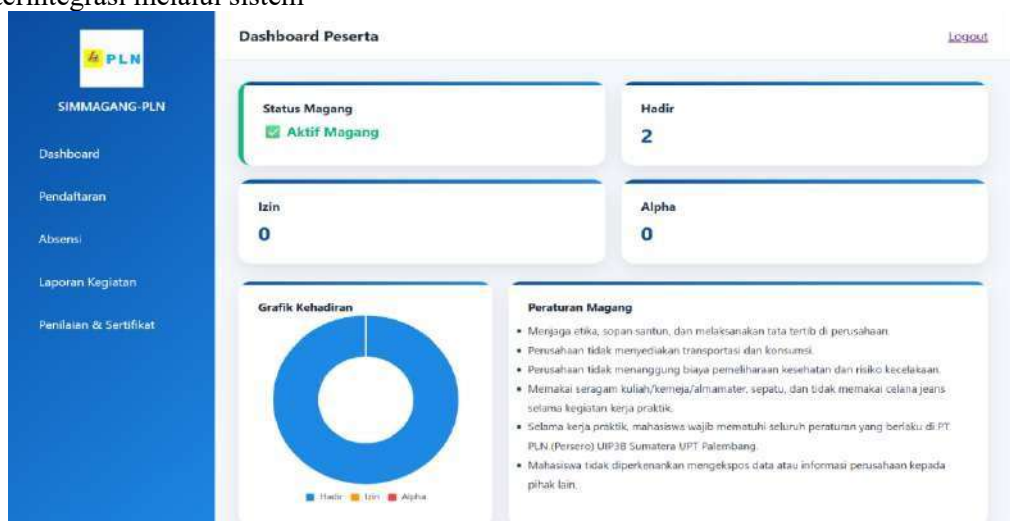 terintegrasi melalui sistem
PLN
SIMMAGANG-PLN
Dashboard
Pendaftaran
Absensi
Laporan Kegiatan
Penilaian & Sertifikat
Dashboard Peserta
Logout
Status Magang
✅ Aktif Magang
Hadir
2
Izin
0
Alpha
0
Grafik Kehadiran
Hadir Izin Alpha
Peraturan Magang
• Menjaga etika, sopan santun, dan melaksanakan tata tertib di perusahaan.
• Perusahaan tidak menyediakan transportasi dan konsumsi.
• Perusahaan tidak menanggung biaya pemeliharaan kesehatan dan risiko kecelakaan.
• Memakai seragam kuliah/kemeja/almamater, sepatu, dan tidak memakai celana jeans
selama kegiatan kerja praktik.
• Selama kerja praktik, mahasiswa wajib mematuhi seluruh peraturan yang berlaku di PT
PLN (Persero) UIP3B Sumatera UPT Palembang.
• Mahasiswa tidak diperkenankan mengekspos data atau informasi perusahaan kepada
pihak lain.